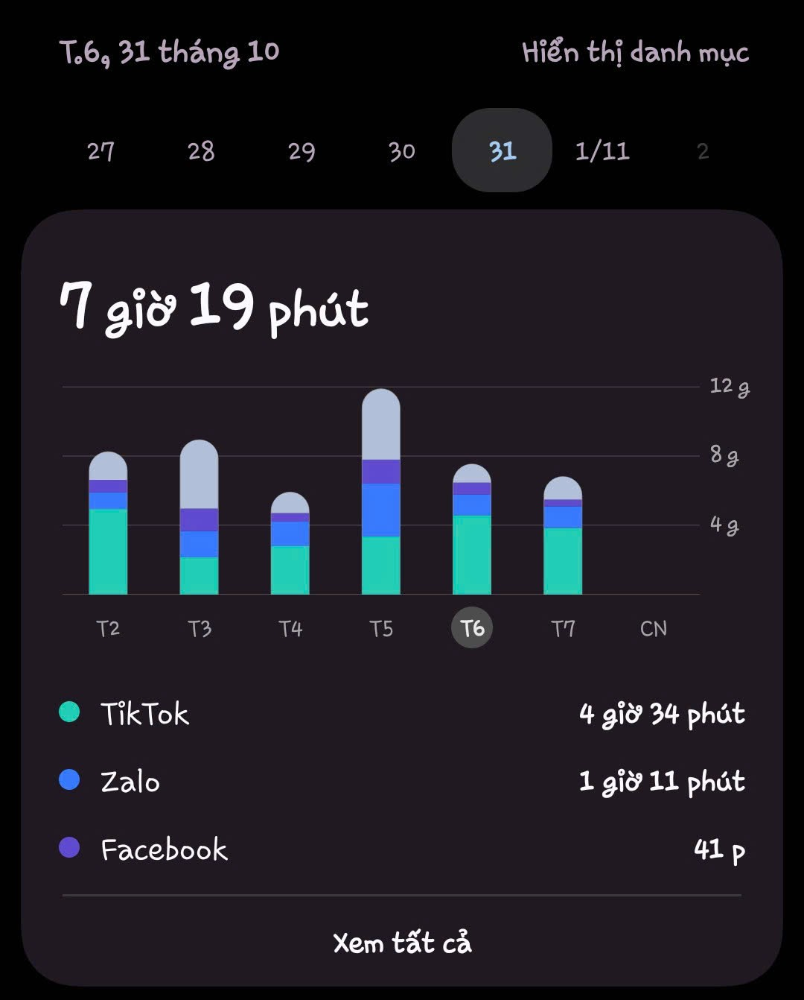 T.6, 31 tháng 10 Hiển thị danh mục
27 28 29 30 31 1/11 2
7 giờ 19 phút
12 g
8 g
4 g
T2 T3 T4 T5 T6 T7 CN
TikTok 4 giờ 34 phút
Zalo 1 giờ 11 phút
Facebook 41 p
Xem tất cả